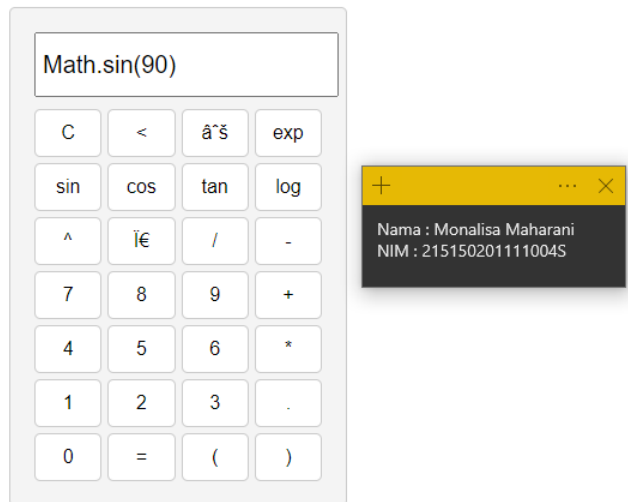 Math.sin(90)
C < âˆš exp
sin cos tan log
^ Ï€ / -
7 8 9 +
4 5 6 *
1 2 3 .
0 = ( )
Nama : Monalisa Maharani
NIM : 215150201111004S